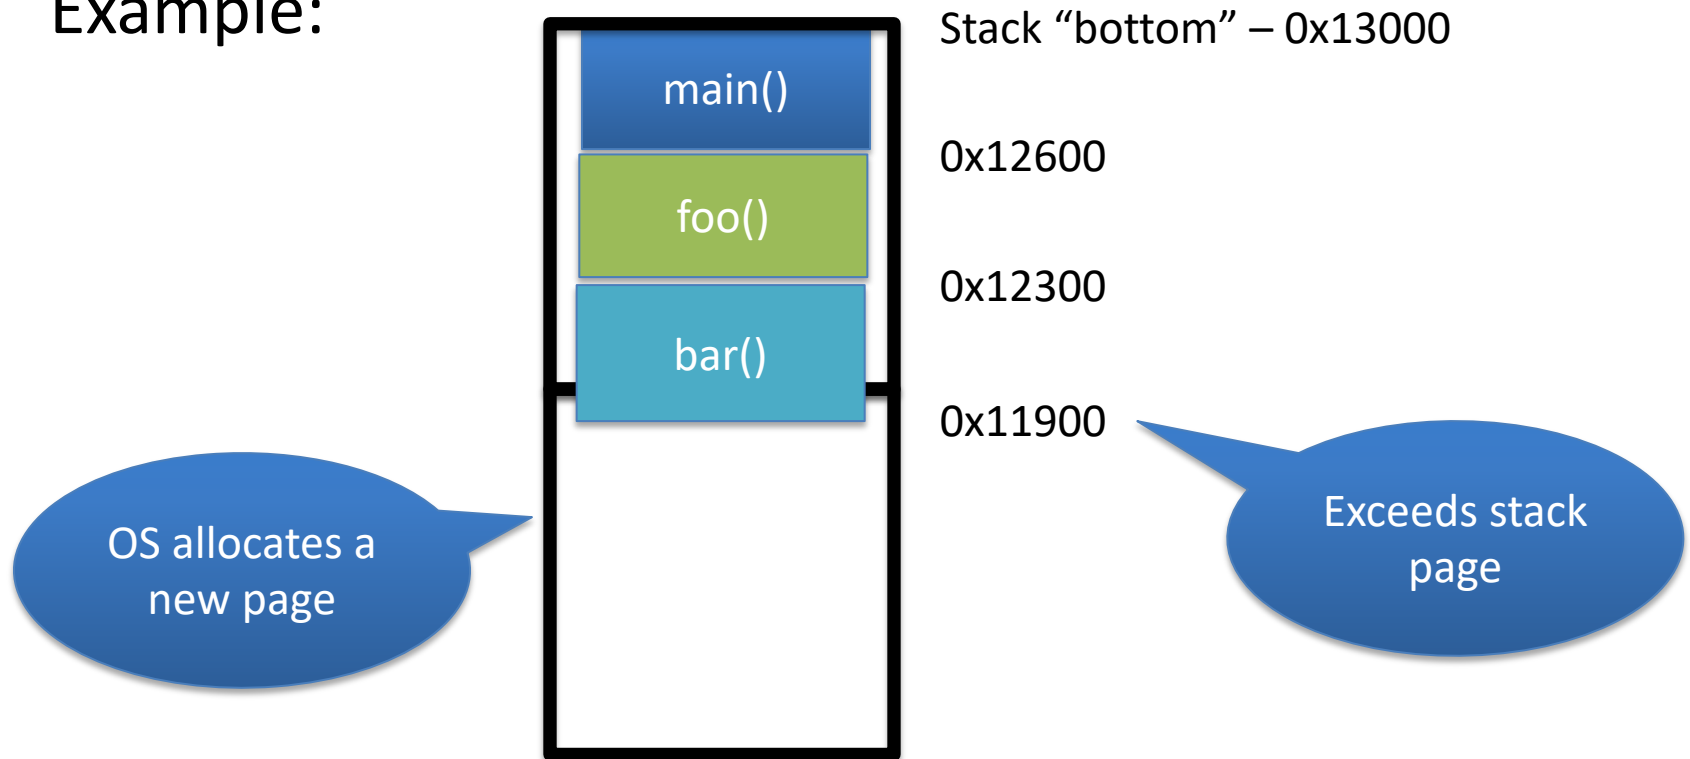 Example:
Stack “bottom” – 0x13000
main()
0x12600
foo()
0x12300
bar()
0x11900
OS allocates a
new page
Exceeds stack
page